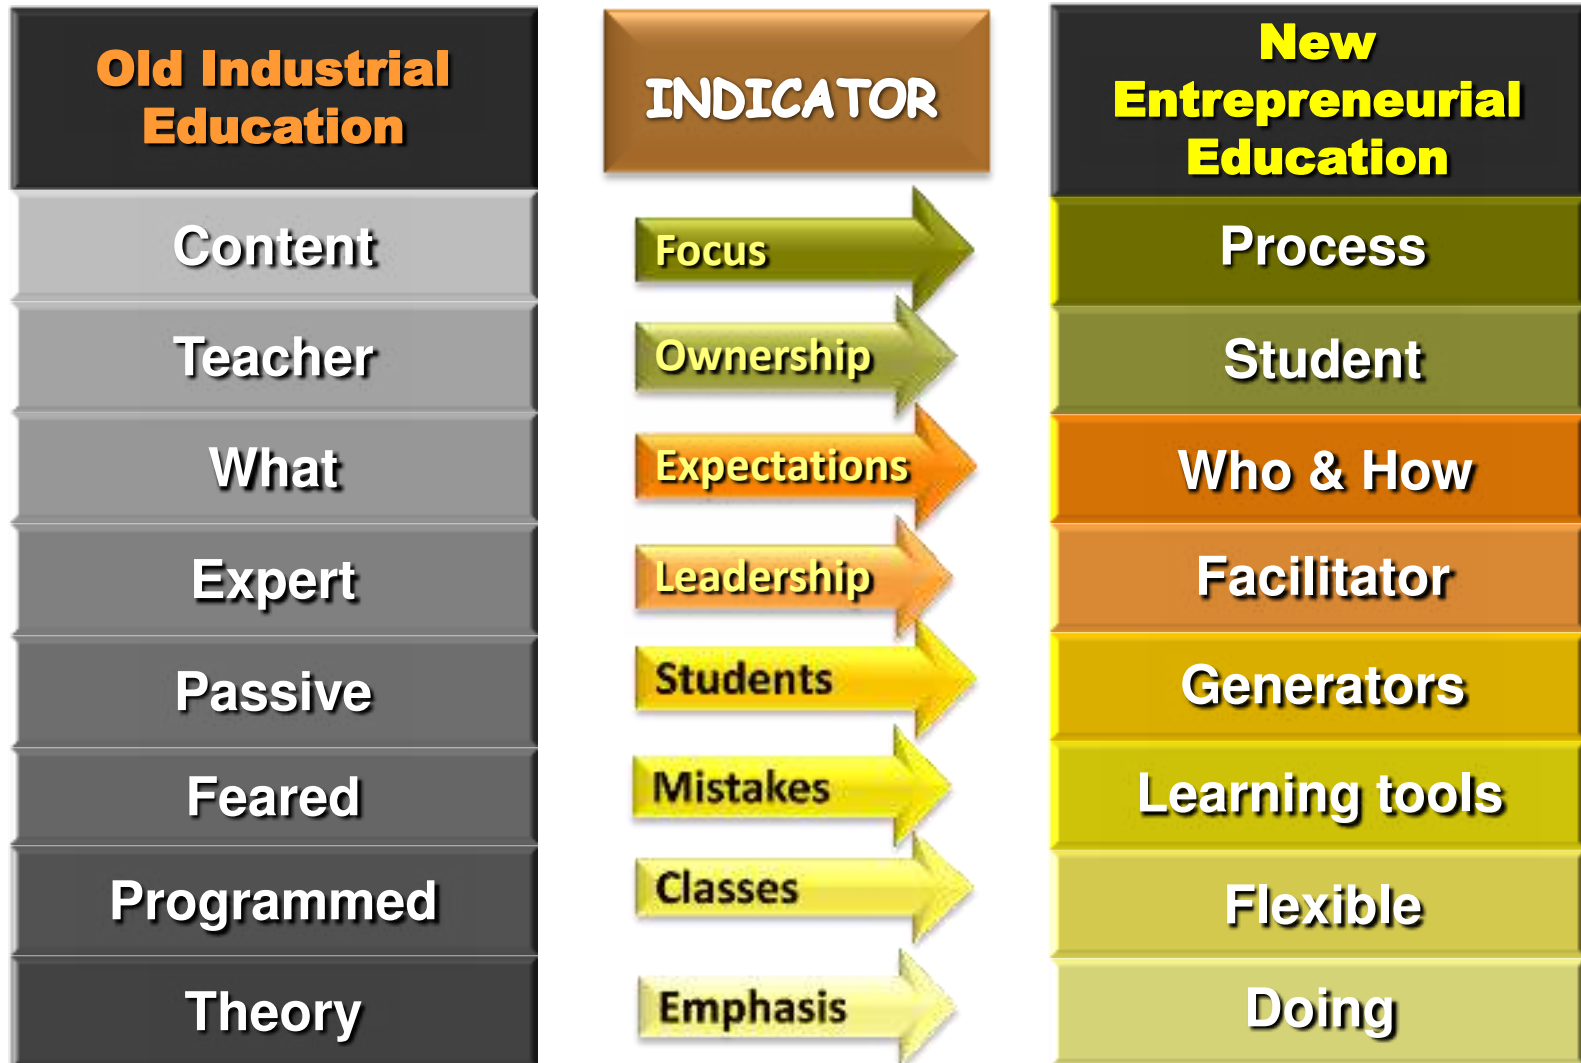 Old Industrial
Education
INDICATOR
New
Entrepreneurial
Education
Content
Focus
Process
Teacher
Ownership
Student
What
Expectations
Who & How
Expert
Leadership
Facilitator
Passive
Students
Generators
Feared
Mistakes
Learning tools
Programmed
Classes
Flexible
Theory
Emphasis
Doing